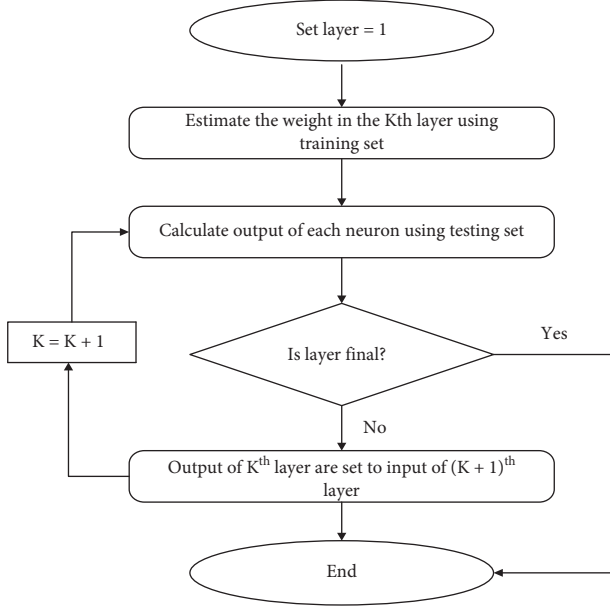 Set layer = 1
Estimate the weight in the Kth layer using
training set
Calculate output of each neuron using testing set
K = K + 1
Is layer final?
Yes
No
Output of Kᵗʰ layer are set to input of (K + 1)ᵗʰ
layer
End